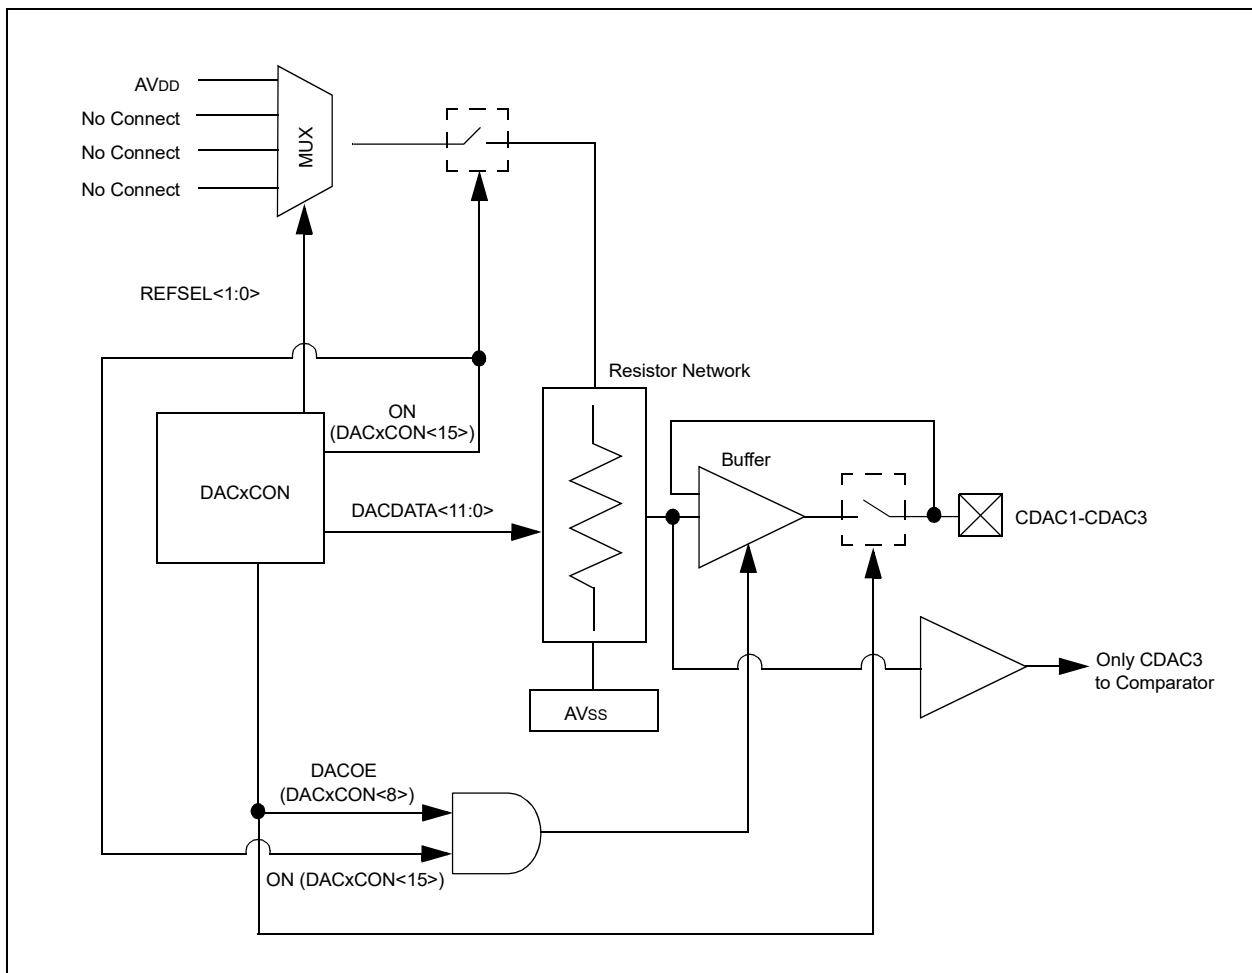 AVDD
No Connect
No Connect
No Connect
MUX
REFSEL<1:0>
Resistor Network
ON
(DACxCON<15>)
Buffer
DACxCON
DACDATA<11:0>
CDAC1-CDAC3
Only CDAC3
to Comparator
AVSS
DACOE
(DACxCON<8>)
ON (DACxCON<15>)